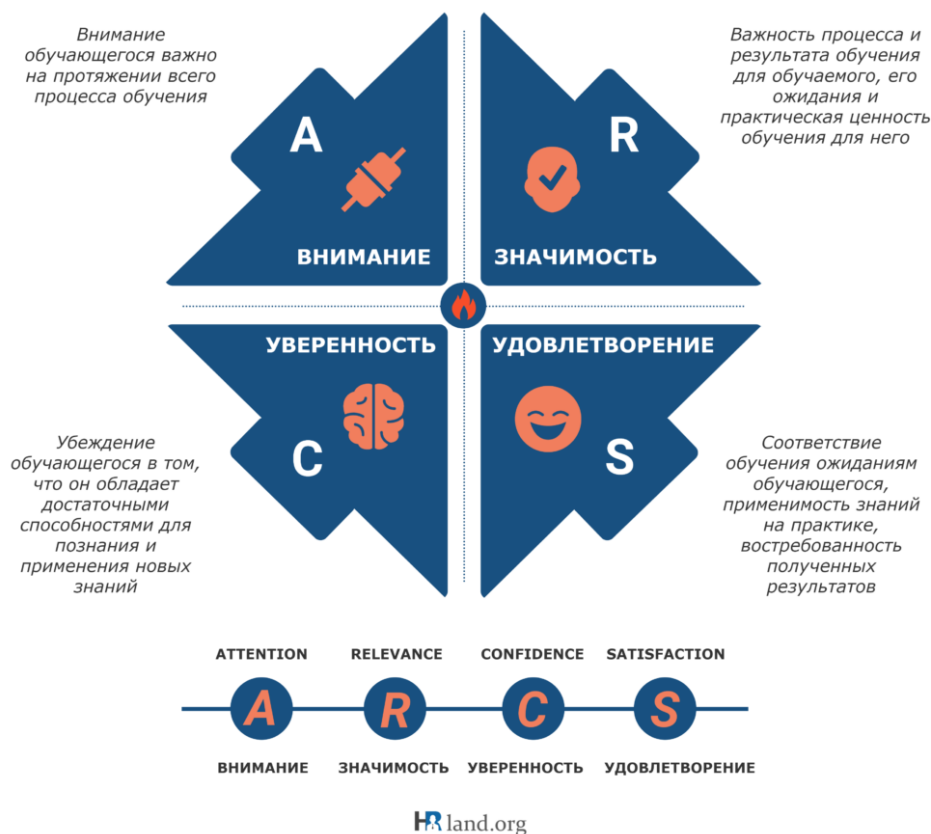 Внимание
обучающегося важно
на протяжении всего
процесса обучения
Важность процесса и
результата обучения
для обучаемого, его
ожидания и
практическая ценность
обучения для него
A
R
ВНИМАНИЕ
ЗНАЧИМОСТЬ
УВЕРЕННОСТЬ
УДОВЛЕТВОРЕНИЕ
C
S
Убеждение
обучающегося в том,
что он обладает
достаточными
способностями для
познания и
применения новых
знаний
Соответствие
обучения ожиданиям
обучающегося,
применимость знаний
на практике,
востребованность
полученных
результатов
ATTENTION RELEVANCE CONFIDENCE SATISFACTION
A R C S
ВНИМАНИЕ ЗНАЧИМОСТЬ УВЕРЕННОСТЬ УДОВЛЕТВОРЕНИЕ
HRland.org